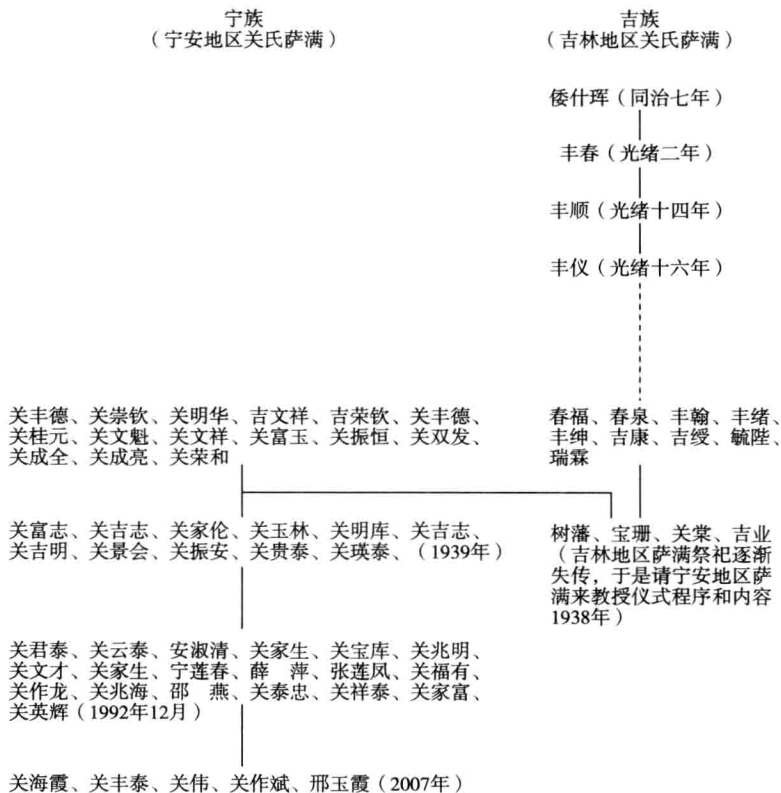 宁族
（宁安地区关氏萨满）
吉族
（吉林地区关氏萨满）
倭什珲（同治七年）
丰春（光绪二年）
丰顺（光绪十四年）
丰仪（光绪十六年）
关丰德、关崇钦、关明华、吉文祥、吉荣钦、关丰德、
关桂元、关文魁、关文祥、关富玉、关振恒、关双发、
关成全、关成亮、关荣和
春福、春泉、丰翰、丰绪、
丰绅、吉康、吉绶、毓陛、
瑞霖
关富志、关吉志、关家伦、关玉林、关明库、关吉志、
关吉明、关景会、关振安、关贵泰、关瑛泰、（1939年）
树藩、宝珊、关棠、吉业
（吉林地区萨满祭祀逐渐
失传，于是请宁安地区萨
满来教授仪式程序和内容
1938年）
关君泰、关云泰、安淑清、关家生、关宝库、关兆明、
关文才、关家生、宁莲春、薛　萍、张莲凤、关福有、
关作龙、关兆海、邵　燕、关泰忠、关祥泰、关家富、
关英辉（1992年12月）
关海霞、关丰泰、关伟、关作斌、邢玉霞（2007年）